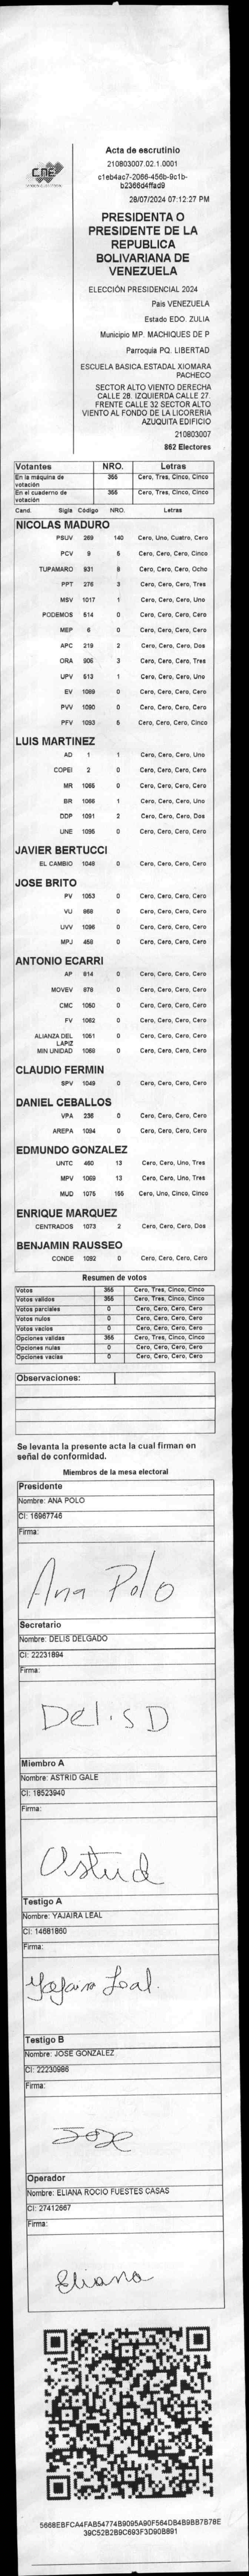 Acta de escrutinio
210803007.02.1.0001
c1eb4ac7-2066-456b-9c1b-
b2366d4ffad9
28/07/2024 07:12:27 PM
CNE
PRESIDENTA O
PRESIDENTE DE LA
REPUBLICA
BOLIVARIANA DE
VENEZUELA
ELECCIÓN PRESIDENCIAL 2024
Pais VENEZUELA
Estado EDO. ZULIA
Municipio MP. MACHIQUES DE P
Parroquia PQ. LIBERTAD
ESCUELA BASICA ESTADAL XIOMARA
PACHECO
SECTOR ALTO VIENTO DERECHA
CALLE 28. IZQUIERDA CALLE 27.
FRENTE CALLE 32 SECTOR ALTO
VIENTO AL FONDO DE LA LICORERIA
AZUQUITA EDIFICIO
210803007
862 Electores
Votantes NRO. Letras
En la máquina de votación 355 Cero, Tres, Cinco, Cinco
En el cuaderno de votación 355 Cero, Tres, Cinco, Cinco
Cand. Sigla Código NRO. Letras
NICOLAS MADURO
PSUV 269 140 Cero, Uno, Cuatro, Cero
PCV 9 5 Cero, Cero, Cero, Cinco
TUPAMARO 931 8 Cero, Cero, Cero, Ocho
PPT 276 3 Cero, Cero, Cero, Tres
MSV 1017 1 Cero, Cero, Cero, Uno
PODEMOS 514 0 Cero, Cero, Cero, Cero
MEP 6 0 Cero, Cero, Cero, Cero
APC 219 2 Cero, Cero, Cero, Dos
ORA 906 3 Cero, Cero, Cero, Tres
UPV 513 1 Cero, Cero, Cero, Uno
EV 1069 0 Cero, Cero, Cero, Cero
PVV 1090 0 Cero, Cero, Cero, Cero
PFV 1093 5 Cero, Cero, Cero, Cinco
LUIS MARTINEZ
AD 1 1 Cero, Cero, Cero, Uno
COPEI 2 0 Cero, Cero, Cero, Cero
MR 1065 0 Cero, Cero, Cero, Cero
BR 1066 1 Cero, Cero, Cero, Uno
DDP 1091 2 Cero, Cero, Cero, Dos
UNE 1095 0 Cero, Cero, Cero, Cero
JAVIER BERTUCCI
EL CAMBIO 1048 0 Cero, Cero, Cero, Cero
JOSE BRITO
PV 1053 0 Cero, Cero, Cero, Cero
VU 868 0 Cero, Cero, Cero, Cero
UVV 1096 0 Cero, Cero, Cero, Cero
MPJ 458 0 Cero, Cero, Cero, Cero
ANTONIO ECARRI
AP 814 0 Cero, Cero, Cero, Cero
MOVEV 878 0 Cero, Cero, Cero, Cero
CMC 1050 0 Cero, Cero, Cero, Cero
FV 1062 0 Cero, Cero, Cero, Cero
ALIANZA DEL LAPIZ 1051 0 Cero, Cero, Cero, Cero
MIN UNIDAD 1068 0 Cero, Cero, Cero, Cero
CLAUDIO FERMIN
SPV 1049 0 Cero, Cero, Cero, Cero
DANIEL CEBALLOS
VPA 236 0 Cero, Cero, Cero, Cero
AREPA 1094 0 Cero, Cero, Cero, Cero
EDMUNDO GONZALEZ
UNTC 460 13 Cero, Cero, Uno, Tres
MPV 1069 13 Cero, Cero, Uno, Tres
MUD 1075 155 Cero, Uno, Cinco, Cinco
ENRIQUE MARQUEZ
CENTRADOS 1073 2 Cero, Cero, Cero, Dos
BENJAMIN RAUSSEO
CONDE 1092 0 Cero, Cero, Cero, Cero
Resumen de votos
Votos 355 Cero, Tres, Cinco, Cinco
Votos validos 355 Cero, Tres, Cinco, Cinco
Votos parciales 0 Cero, Cero, Cero, Cero
Votos nulos 0 Cero, Cero, Cero, Cero
Votos vacios 0 Cero, Cero, Cero, Cero
Opciones validas 355 Cero, Tres, Cinco, Cinco
Opciones nulas 0 Cero, Cero, Cero, Cero
Opciones vacias 0 Cero, Cero, Cero, Cero
Observaciones:
Se levanta la presente acta la cual firman en
señal de conformidad.
Miembros de la mesa electoral
Presidente
Nombre: ANA POLO
CI: 16967746
Firma:
Ana Polo
Secretario
Nombre: DELIS DELGADO
CI: 22231894
Firma:
Delis D
Miembro A
Nombre: ASTRID GALE
CI: 18523940
Firma:
Astrid
Testigo A
Nombre: YAJAIRA LEAL
CI: 14681860
Firma:
Yajaira Leal.
Testigo B
Nombre: JOSE GONZALEZ
CI: 22230986
Firma:
Jose
Operador
Nombre: ELIANA ROCIO FUESTES CASAS
CI: 27412667
Firma:
Eliana
5668EBFCA4FAB54774B9095A90F564DB4B9BB7B78E
39C52B2B9C693F3D90B891